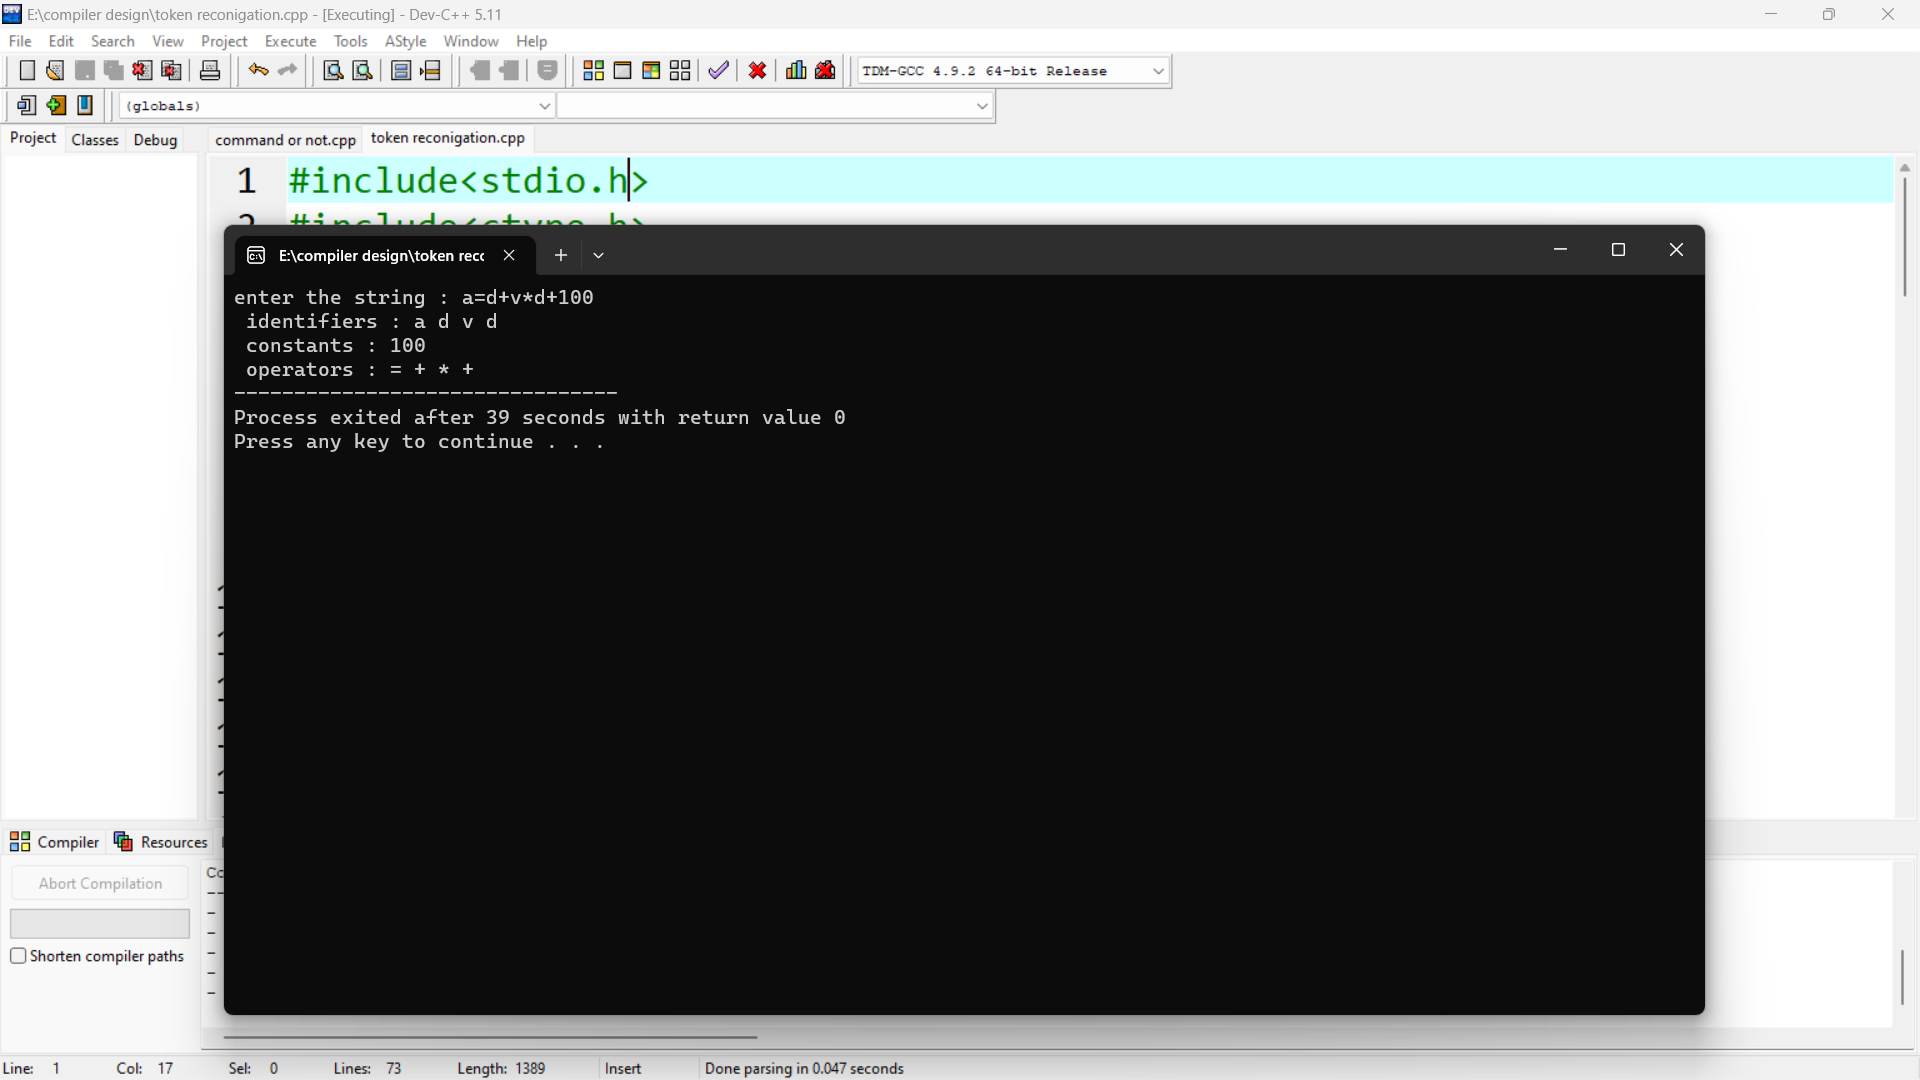 E:\compiler design\token reconigation.cpp - [Executing] - Dev-C++ 5.11
File Edit Search View Project Execute Tools AStyle Window Help
TDM-GCC 4.9.2 64-bit Release
(globals)
Project Classes Debug command or not.cpp token reconigation.cpp
1 #include<stdio.h>
2 #include<ctype.h>
E:\compiler design\token recc
enter the string : a=d+v*d+100
identifiers : a d v d
constants : 100
operators : = + * +
--------------------------------
Process exited after 39 seconds with return value 0
Press any key to continue . . .
Compiler Resources
Abort Compilation
Shorten compiler paths
Line: 1 Col: 17 Sel: 0 Lines: 73 Length: 1389 Insert Done parsing in 0.047 seconds